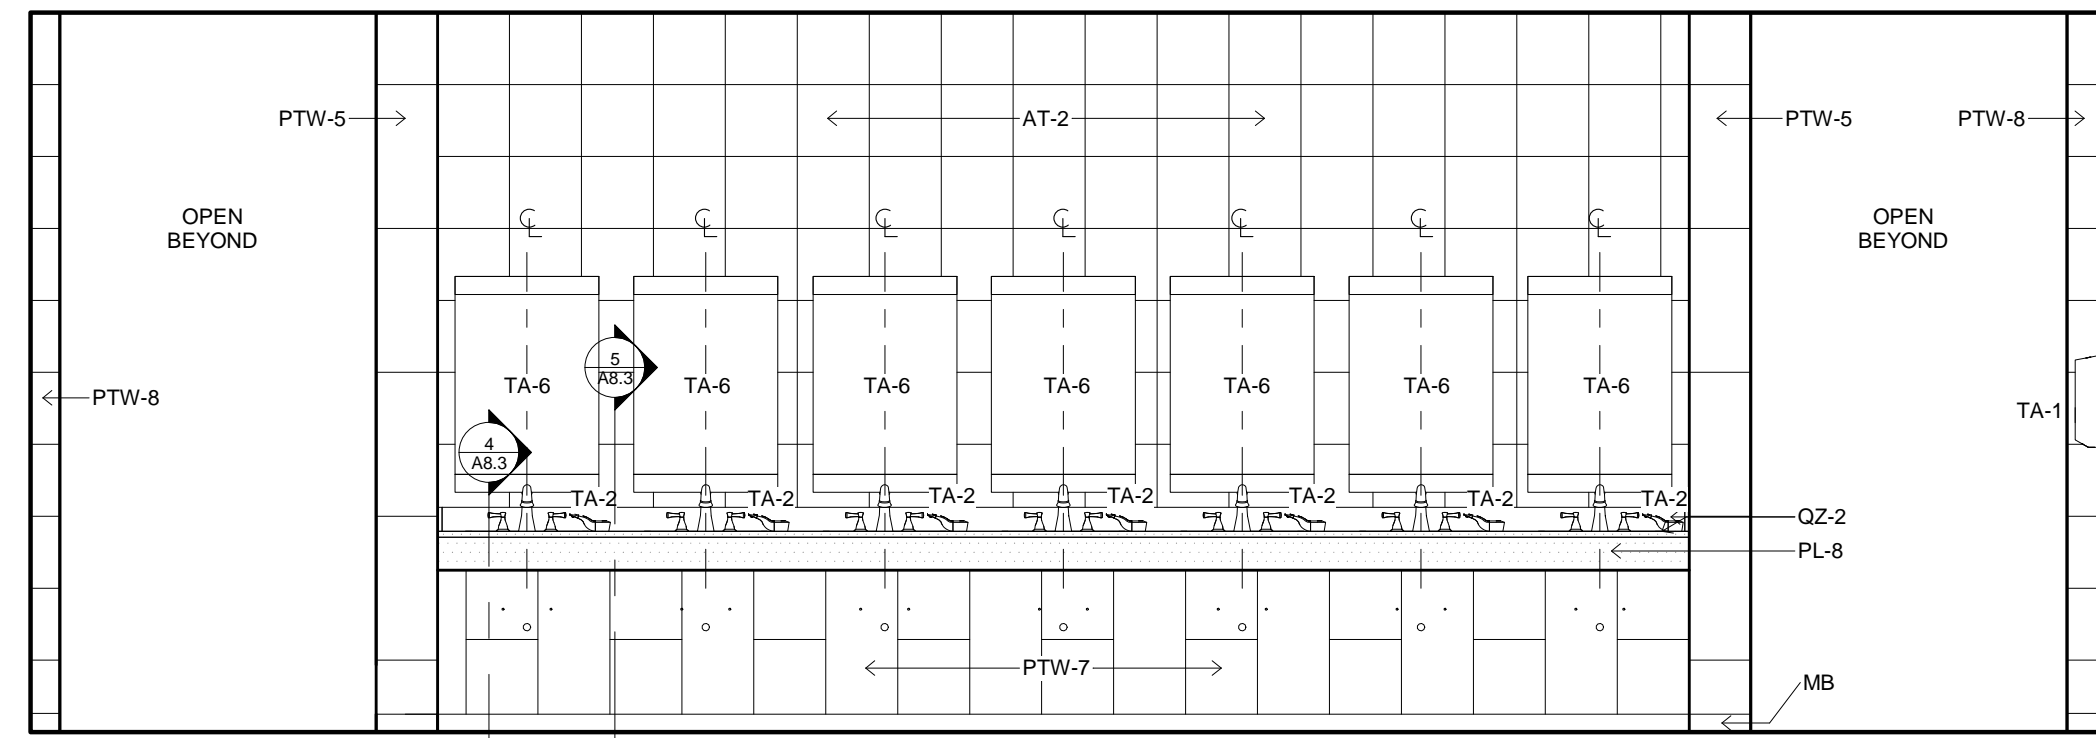 PTW-5
AT-2
PTW-5
PTW-8
OPEN
BEYOND
OPEN
BEYOND
℄ ℄ ℄ ℄ ℄ ℄ ℄
5
A8.3
TA-6 TA-6 TA-6 TA-6 TA-6 TA-6 TA-6
PTW-8
TA-1
4
A8.3
TA-2 TA-2 TA-2 TA-2 TA-2 TA-2 TA-2
QZ-2
PL-8
PTW-7
MB